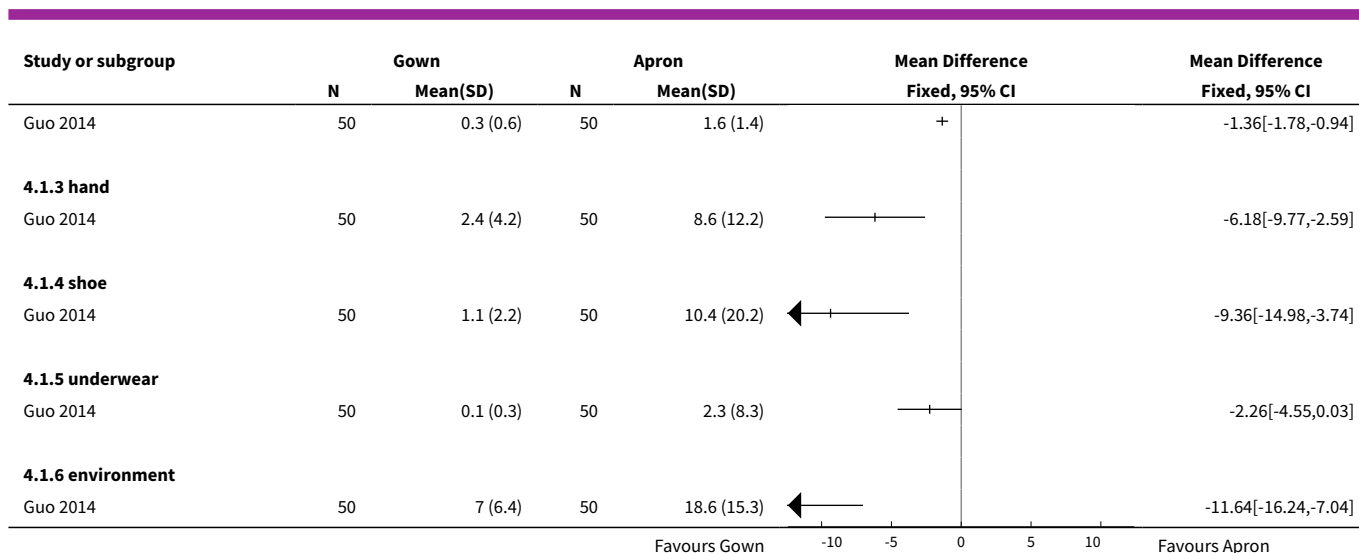 Study or subgroup Gown Apron Mean Difference Mean Difference
N Mean(SD) N Mean(SD) Fixed, 95% CI Fixed, 95% CI
Guo 2014 50 0.3 (0.6) 50 1.6 (1.4) -1.36[-1.78,-0.94]
4.1.3 hand
Guo 2014 50 2.4 (4.2) 50 8.6 (12.2) -6.18[-9.77,-2.59]
4.1.4 shoe
Guo 2014 50 1.1 (2.2) 50 10.4 (20.2) -9.36[-14.98,-3.74]
4.1.5 underwear
Guo 2014 50 0.1 (0.3) 50 2.3 (8.3) -2.26[-4.55,0.03]
4.1.6 environment
Guo 2014 50 7 (6.4) 50 18.6 (15.3) -11.64[-16.24,-7.04]
Favours Gown -10 -5 0 5 10 Favours Apron